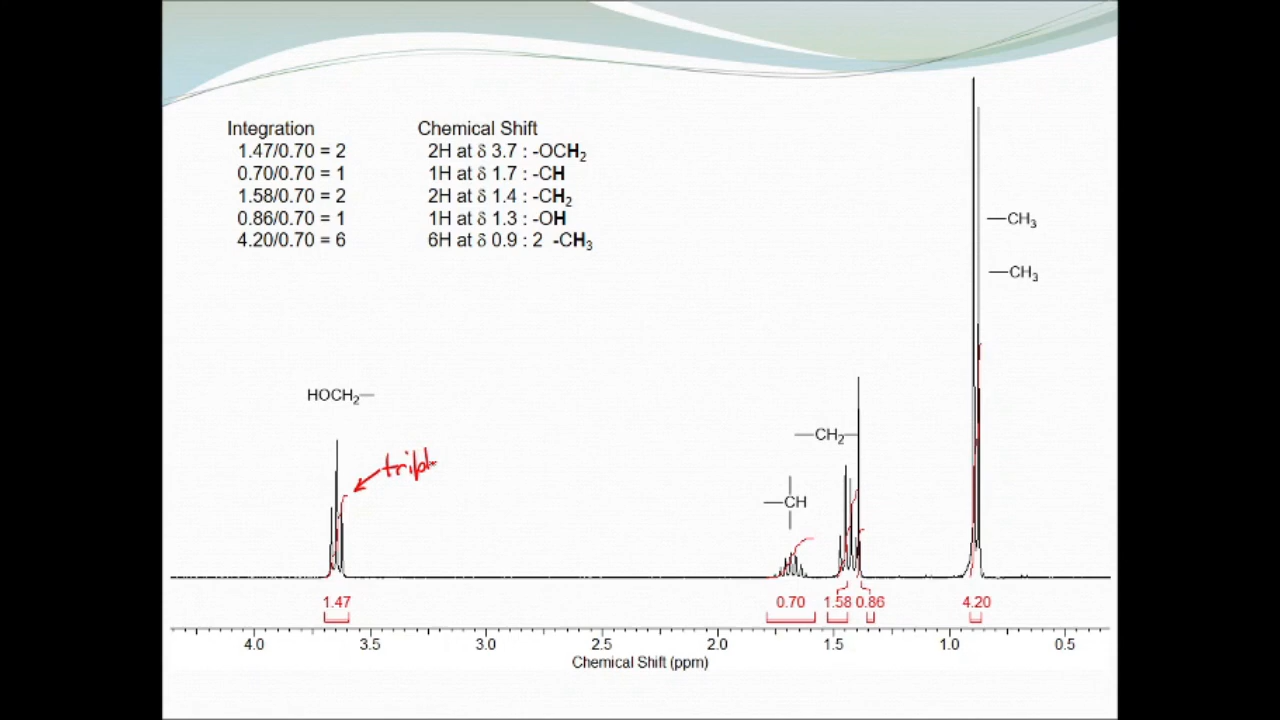 Integration
1.47/0.70 = 2
0.70/0.70 = 1
1.58/0.70 = 2
0.86/0.70 = 1
4.20/0.70 = 6
Chemical Shift
2H at δ 3.7 : -OCH₂
1H at δ 1.7 : -CH
2H at δ 1.4 : -CH₂
1H at δ 1.3 : -OH
6H at δ 0.9 : 2 -CH₃
—CH₃
—CH₃
HOCH₂—
—CH₂—
—CH
tripl
1.47
0.70
1.58
0.86
4.20
4.0 3.5 3.0 2.5 2.0 1.5 1.0 0.5
Chemical Shift (ppm)